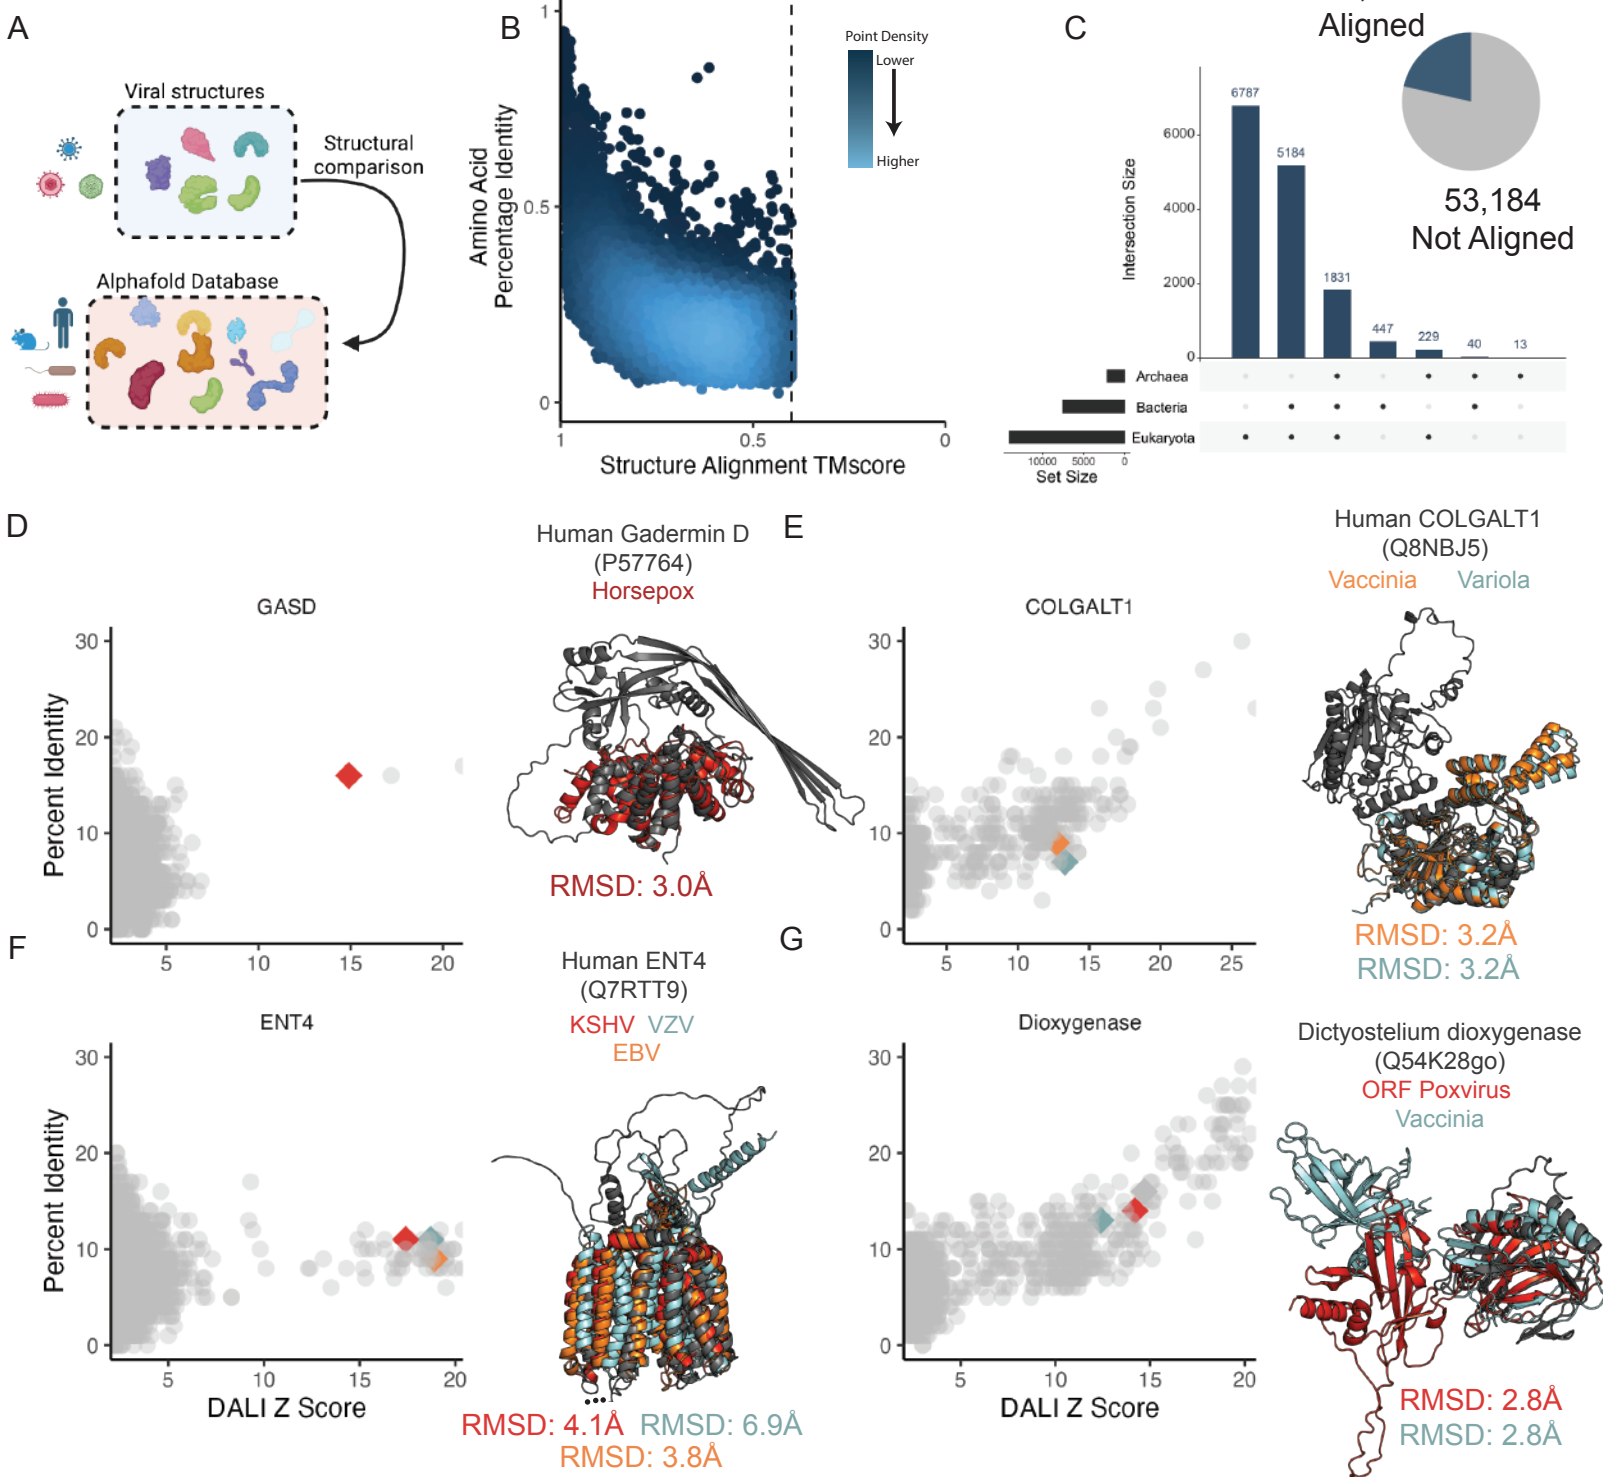 A
Viral structures
Structural
comparison
Alphafold Database
B
1
0.5
0
Amino Acid
Percentage Identity
1
0.5
0
Structure Alignment TMscore
Point Density
Lower
Higher
C
Aligned
53,184
Not Aligned
Intersection Size
6000
4000
2000
0
6787
5184
1831
447
229
40
13
Archaea
Bacteria
Eukaryota
10000
5000
0
Set Size
D
GASD
Percent Identity
30
20
10
0
5
10
15
20
Human Gadermin D
(P57764)
Horsepox
RMSD: 3.0Å
E
COLGALT1
30
20
10
0
5
10
15
20
25
Human COLGALT1
(Q8NBJ5)
Vaccinia Variola
RMSD: 3.2Å
RMSD: 3.2Å
F
ENT4
Percent Identity
30
20
10
0
5
10
15
20
DALI Z Score
Human ENT4
(Q7RTT9)
KSHV VZV
EBV
RMSD: 4.1Å RMSD: 6.9Å
RMSD: 3.8Å
G
Dioxygenase
30
20
10
0
5
10
15
20
DALI Z Score
Dictyostelium dioxygenase
(Q54K28go)
ORF Poxvirus
Vaccinia
RMSD: 2.8Å
RMSD: 2.8Å